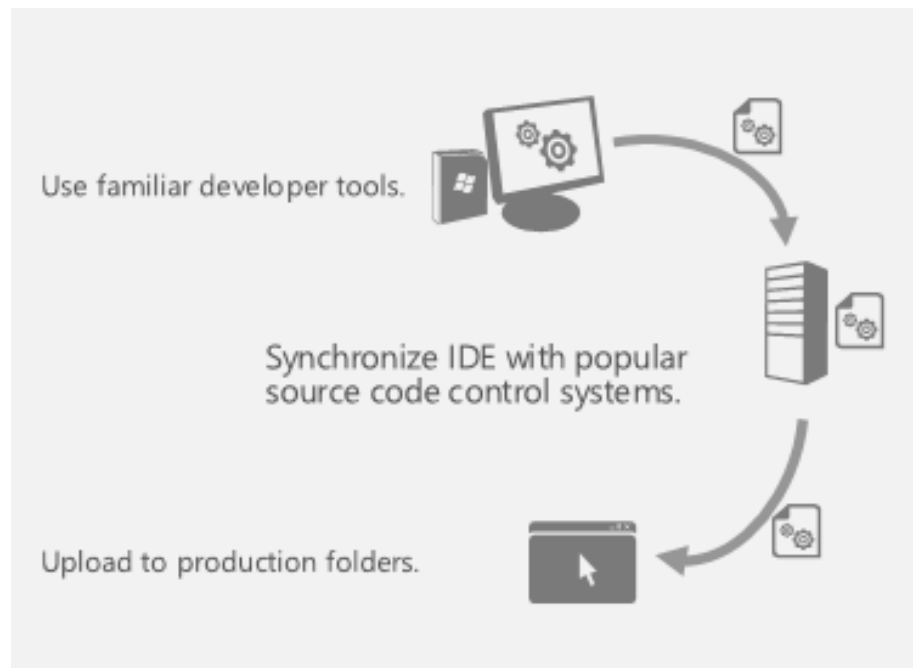 Use familiar developer tools.
Synchronize IDE with popular
source code control systems.
Upload to production folders.